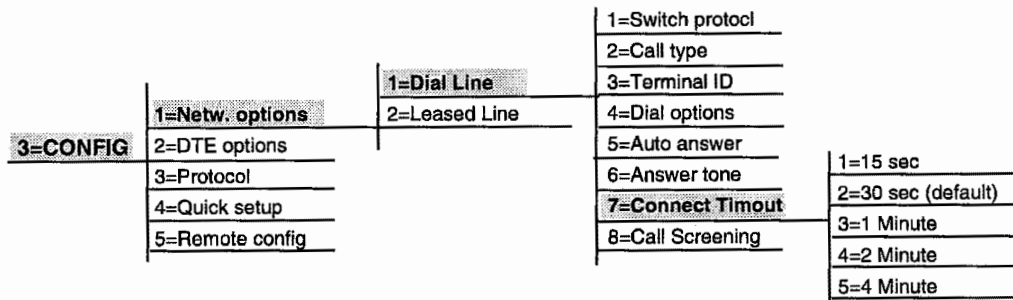 3=CONFIG
1=Netw. options
2=DTE options
3=Protocol
4=Quick setup
5=Remote config
1=Dial Line
2=Leased Line
1=Switch protocl
2=Call type
3=Terminal ID
4=Dial options
5=Auto answer
6=Answer tone
7=Connect Timout
8=Call Screening
1=15 sec
2=30 sec (default)
3=1 Minute
4=2 Minute
5=4 Minute